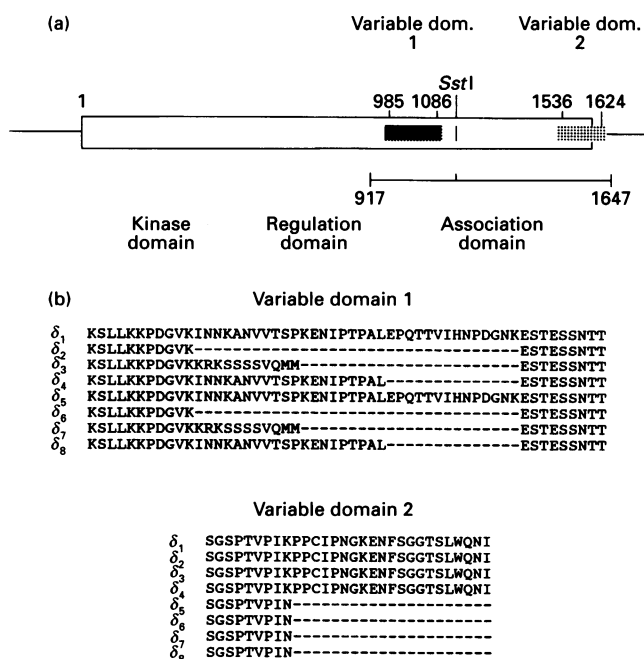 (a)
Variable dom. 1
Variable dom. 2
SstI
1
985
1086
1536
1624
917
1647
Kinase domain
Regulation domain
Association domain
(b)
Variable domain 1
δ1 KSLLKKPDGVKINNKANVVTSPKENIPTPALEPQTTVIHNPDGNKESTESSNTT
δ2 KSLLKKPDGVK----------------------------------ESTESSNTT
δ3 KSLLKKPDGVKKRKSSSSVQMM-----------------------ESTESSNTT
δ4 KSLLKKPDGVKINNKANVVTSPKENIPTPAL--------------ESTESSNTT
δ5 KSLLKKPDGVKINNKANVVTSPKENIPTPALEPQTTVIHNPDGNKESTESSNTT
δ6 KSLLKKPDGVK----------------------------------ESTESSNTT
δ7 KSLLKKPDGVKKRKSSSSVQMM-----------------------ESTESSNTT
δ8 KSLLKKPDGVKINNKANVVTSPKENIPTPAL--------------ESTESSNTT
Variable domain 2
δ1 SGSPTVPIKPPCIPNGKENFSGGTSLWQNI
δ2 SGSPTVPIKPPCIPNGKENFSGGTSLWQNI
δ3 SGSPTVPIKPPCIPNGKENFSGGTSLWQNI
δ4 SGSPTVPIKPPCIPNGKENFSGGTSLWQNI
δ5 SGSPTVPIN---------------------
δ6 SGSPTVPIN---------------------
δ7 SGSPTVPIN---------------------
δ8 SGSPTVPIN---------------------